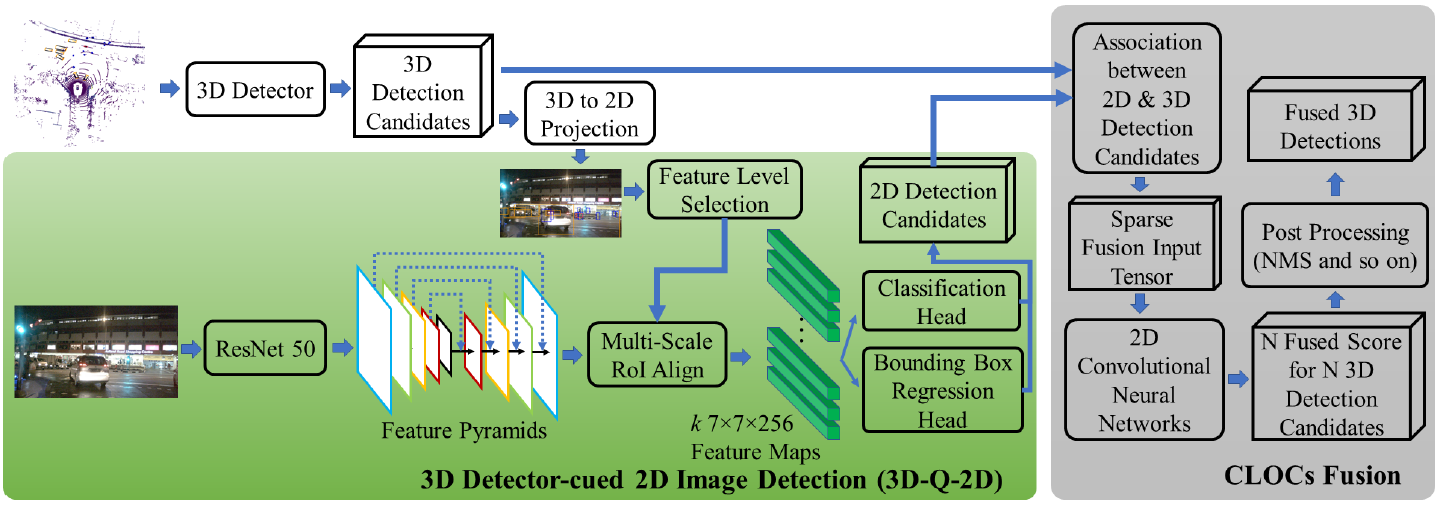 3D Detector
3D
Detection
Candidates
3D to 2D
Projection
Feature Level
Selection
2D Detection
Candidates
ResNet 50
Feature Pyramids
Multi-Scale
RoI Align
k 7×7×256
Feature Maps
Classification
Head
Bounding Box
Regression
Head
3D Detector-cued 2D Image Detection (3D-Q-2D)
Association
between
2D & 3D
Detection
Candidates
Sparse
Fusion Input
Tensor
2D
Convolutional
Neural
Networks
N Fused Score
for N 3D
Detection
Candidates
Post Processing
(NMS and so on)
Fused 3D
Detections
CLOCs Fusion